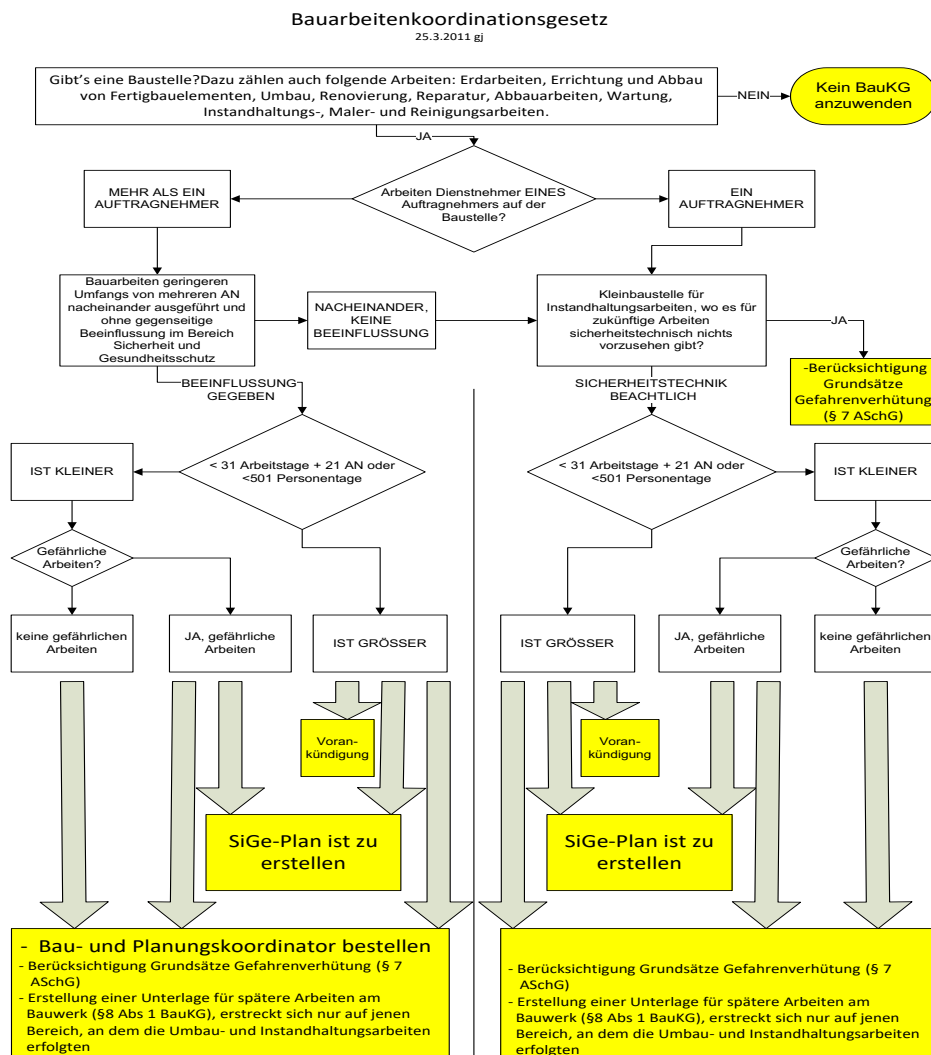 Bauarbeitenkoordinationsgesetz
25.3.2011 gj
Gibt's eine Baustelle?Dazu zählen auch folgende Arbeiten: Erdarbeiten, Errichtung und Abbau
von Fertigbauelementen, Umbau, Renovierung, Reparatur, Abbauarbeiten, Wartung,
Instandhaltungs-, Maler- und Reinigungsarbeiten.
NEIN
Kein BauKG
anzuwenden
JA
MEHR ALS EIN
AUFTRAGNEHMER
Arbeiten Dienstnehmer EINES
Auftragnehmers auf der
Baustelle?
EIN
AUFTRAGNEHMER
Bauarbeiten geringeren
Umfangs von mehreren AN
nacheinander ausgeführt und
ohne gegenseitige
Beeinflussung im Bereich
Sicherheit und
Gesundheitsschutz
NACHEINANDER,
KEINE
BEEINFLUSSUNG
Kleinbaustelle für
Instandhaltungsarbeiten, wo es für
zukünftige Arbeiten
sicherheitstechnisch nichts
vorzusehen gibt?
JA
-Berücksichtigung
Grundsätze
Gefahrenverhütung
(§ 7 ASchG)
BEEINFLUSSUNG
GEGEBEN
SICHERHEITSTECHNIK
BEACHTLICH
IST KLEINER
< 31 Arbeitstage + 21 AN oder
<501 Personentage
< 31 Arbeitstage + 21 AN oder
<501 Personentage
IST KLEINER
Gefährliche
Arbeiten?
Gefährliche
Arbeiten?
keine gefährlichen
Arbeiten
JA, gefährliche
Arbeiten
IST GRÖSSER
IST GRÖSSER
JA, gefährliche
Arbeiten
keine gefährlichen
Arbeiten
Voran-
kündigung
Voran-
kündigung
SiGe-Plan ist zu
erstellen
SiGe-Plan ist zu
erstellen
- Bau- und Planungskoordinator bestellen
- Berücksichtigung Grundsätze Gefahrenverhütung (§ 7
ASchG)
- Erstellung einer Unterlage für spätere Arbeiten am
Bauwerk (§8 Abs 1 BauKG), erstreckt sich nur auf jenen
Bereich, an dem die Umbau- und Instandhaltungsarbeiten
erfolgten
- Berücksichtigung Grundsätze Gefahrenverhütung (§ 7
ASchG)
- Erstellung einer Unterlage für spätere Arbeiten am
Bauwerk (§8 Abs 1 BauKG), erstreckt sich nur auf jenen
Bereich, an dem die Umbau- und Instandhaltungsarbeiten
erfolgten